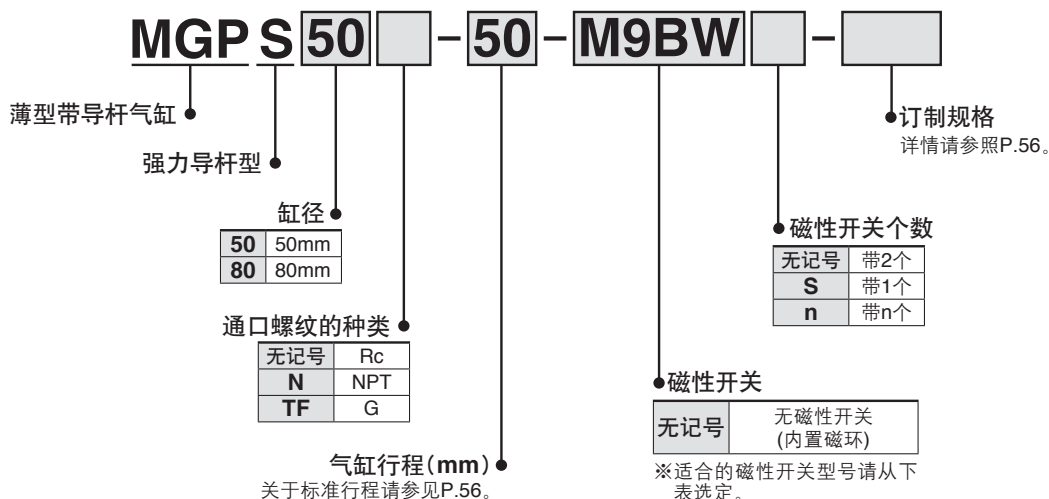 MGP S 50 - 50 - M9BW -
薄型带导杆气缸
强力导杆型
缸径
50 50mm
80 80mm
通口螺纹的种类
无记号 Rc
N NPT
TF G
气缸行程(mm)
关于标准行程请参见P.56。
磁性开关
无记号 无磁性开关
(内置磁环)
※适合的磁性开关型号请从下
表选定。
磁性开关个数
无记号 带2个
S 带1个
n 带n个
订制规格
详情请参照P.56。